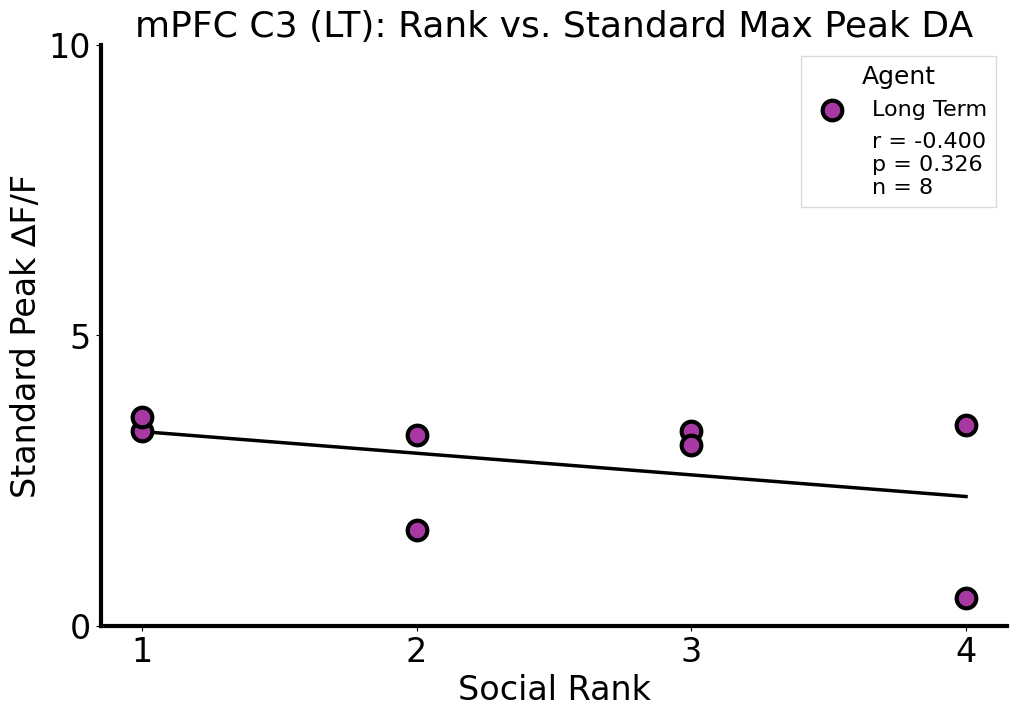 mPFC C3 (LT): Rank vs. Standard Max Peak DA
10
5
0
Standard Peak ΔF/F
Agent
Long Term
r = -0.400
p = 0.326
n = 8
1 2 3 4
Social Rank